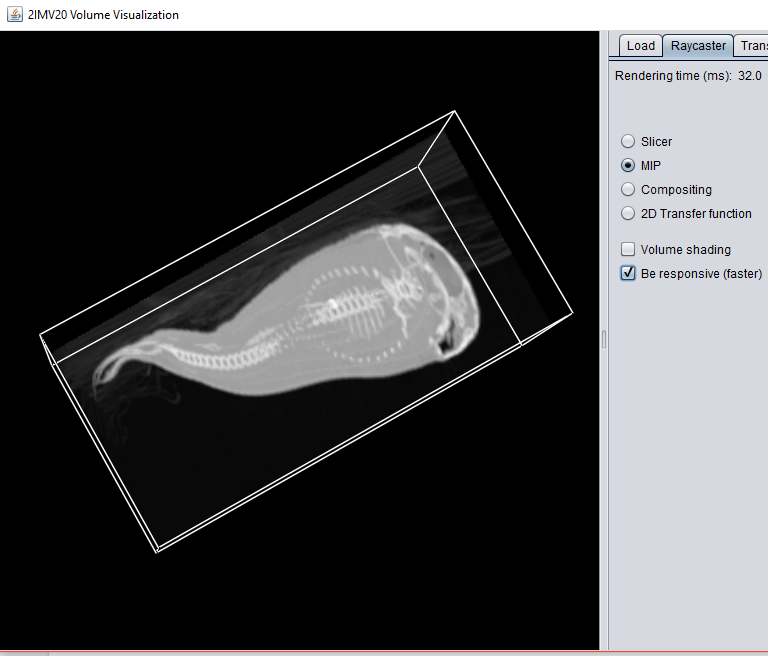 2IMV20 Volume Visualization
Load Raycaster Trans
Rendering time (ms): 32.0
Slicer
MIP
Compositing
2D Transfer function
Volume shading
Be responsive (faster)